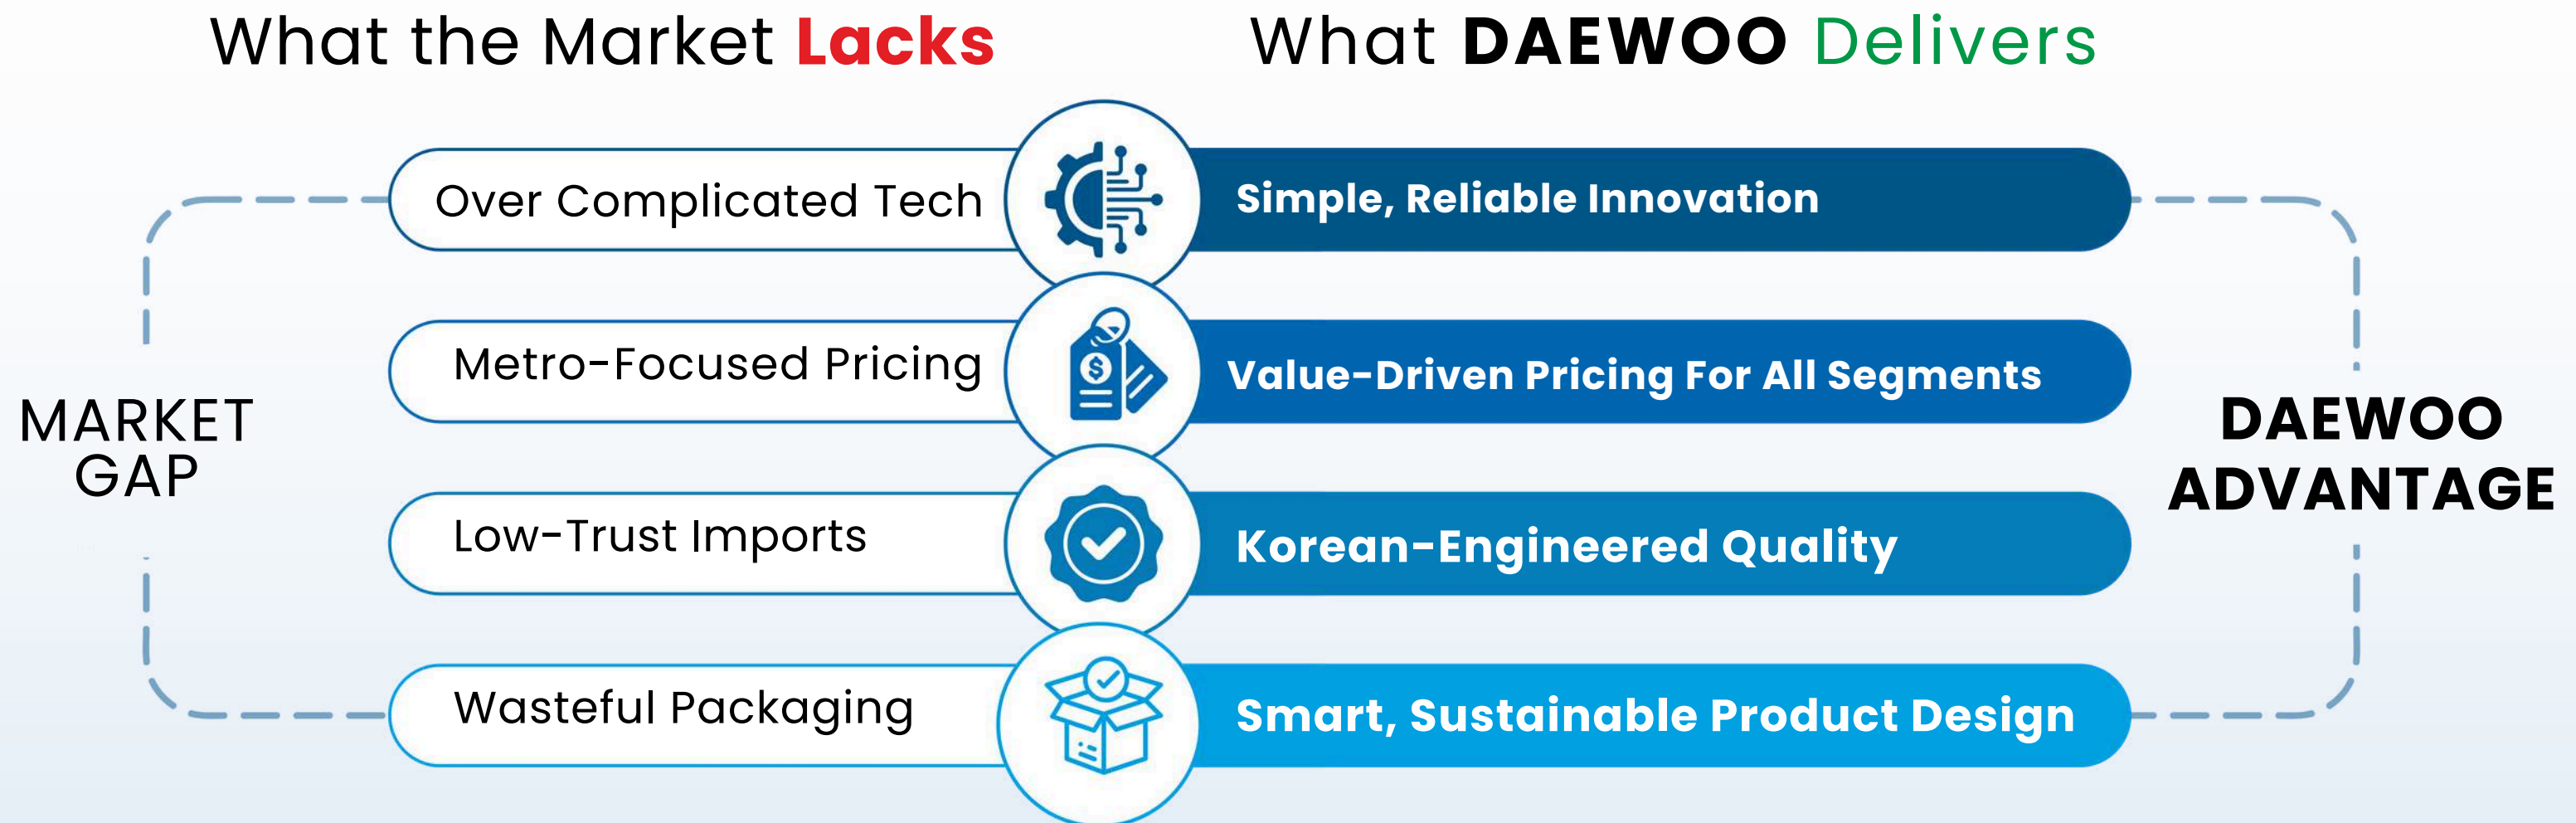 What the Market Lacks
What DAEWOO Delivers
Over Complicated Tech
Simple, Reliable Innovation
Metro-Focused Pricing
Value-Driven Pricing For All Segments
MARKET
GAP
DAEWOO
ADVANTAGE
Low-Trust Imports
Korean-Engineered Quality
Wasteful Packaging
Smart, Sustainable Product Design